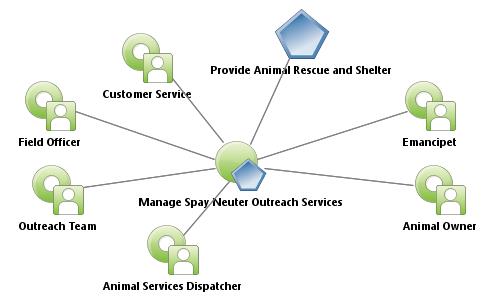 Provide Animal Rescue and Shelter
Customer Service
Field Officer
Emancipet
Manage Spay Neuter Outreach Services
Outreach Team
Animal Owner
Animal Services Dispatcher